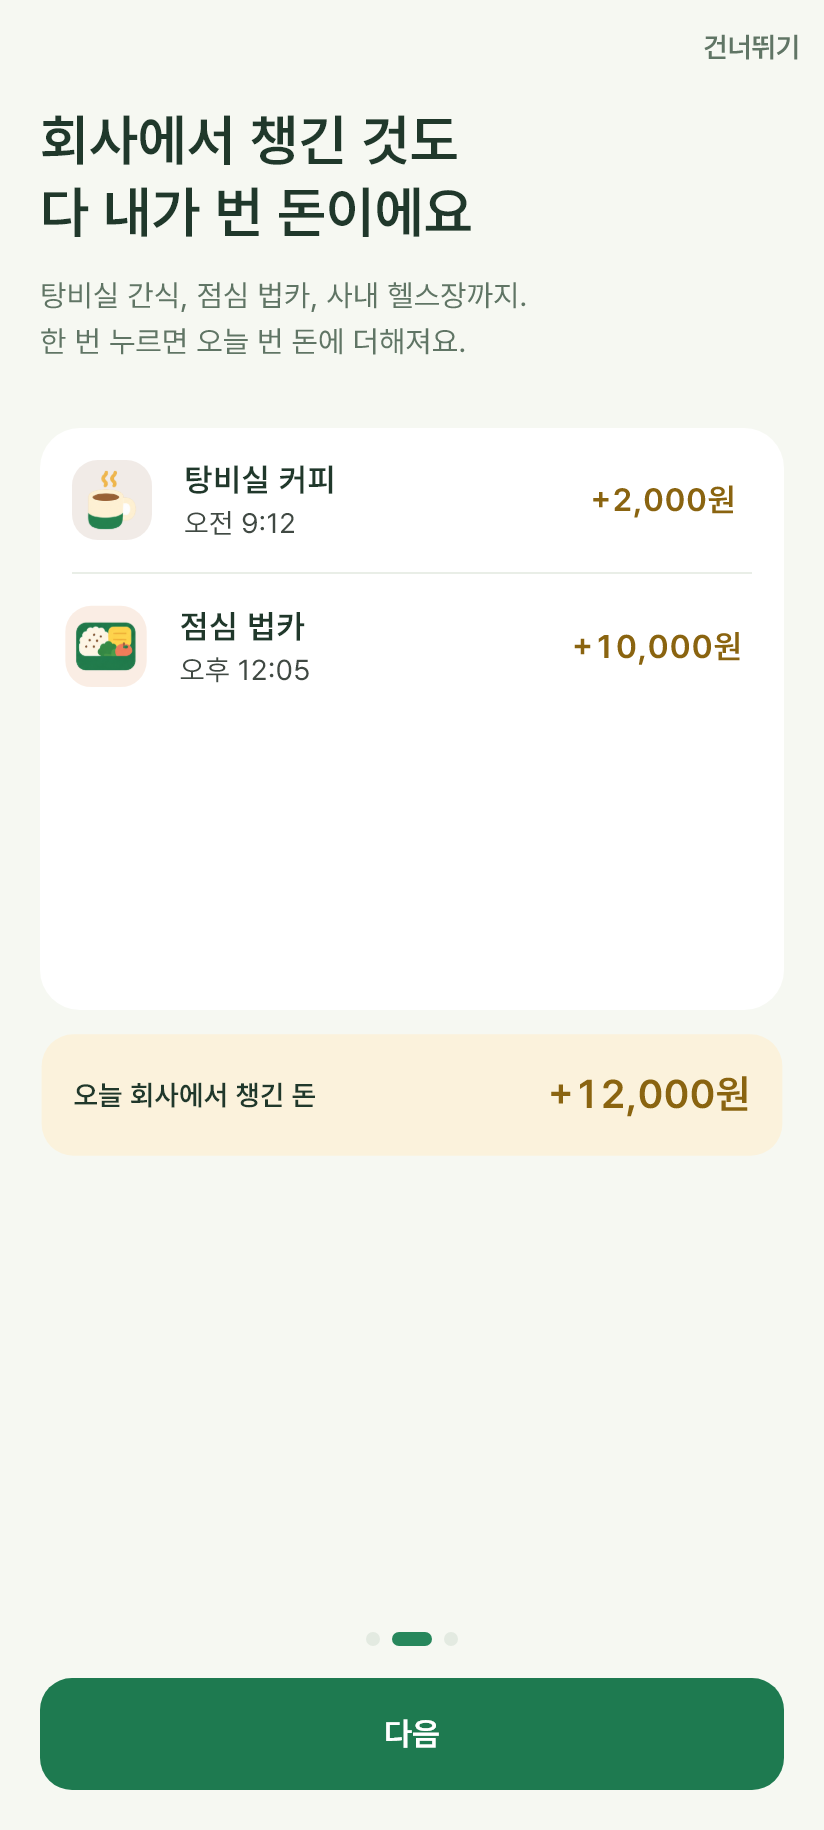 건너뛰기
회사에서 챙긴 것도
다 내가 번 돈이에요
탕비실 간식, 점심 법카, 사내 헬스장까지.
한 번 누르면 오늘 번 돈에 더해져요.
탕비실 커피
오전 9:12
+2,000원
점심 법카
오후 12:05
+10,000원
오늘 회사에서 챙긴 돈
+12,000원
다음